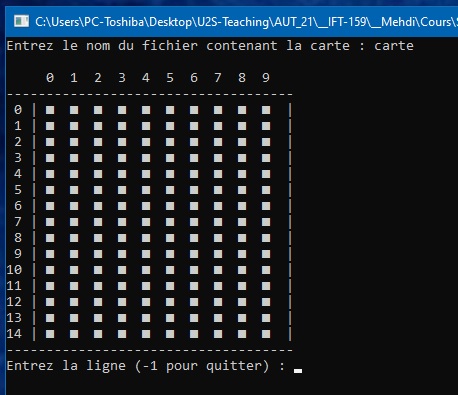 C:\Users\PC-Toshiba\Desktop\U2S-Teaching\AUT_21\__IFT-159\__Mehdi\Cours\S
Entrez le nom du fichier contenant la carte : carte
0 1 2 3 4 5 6 7 8 9
-----------------------------------
0 | ■ ■ ■ ■ ■ ■ ■ ■ ■ ■ |
1 | ■ ■ ■ ■ ■ ■ ■ ■ ■ ■ |
2 | ■ ■ ■ ■ ■ ■ ■ ■ ■ ■ |
3 | ■ ■ ■ ■ ■ ■ ■ ■ ■ ■ |
4 | ■ ■ ■ ■ ■ ■ ■ ■ ■ ■ |
5 | ■ ■ ■ ■ ■ ■ ■ ■ ■ ■ |
6 | ■ ■ ■ ■ ■ ■ ■ ■ ■ ■ |
7 | ■ ■ ■ ■ ■ ■ ■ ■ ■ ■ |
8 | ■ ■ ■ ■ ■ ■ ■ ■ ■ ■ |
9 | ■ ■ ■ ■ ■ ■ ■ ■ ■ ■ |
10 | ■ ■ ■ ■ ■ ■ ■ ■ ■ ■ |
11 | ■ ■ ■ ■ ■ ■ ■ ■ ■ ■ |
12 | ■ ■ ■ ■ ■ ■ ■ ■ ■ ■ |
13 | ■ ■ ■ ■ ■ ■ ■ ■ ■ ■ |
14 | ■ ■ ■ ■ ■ ■ ■ ■ ■ ■ |
-----------------------------------
Entrez la ligne (-1 pour quitter) :